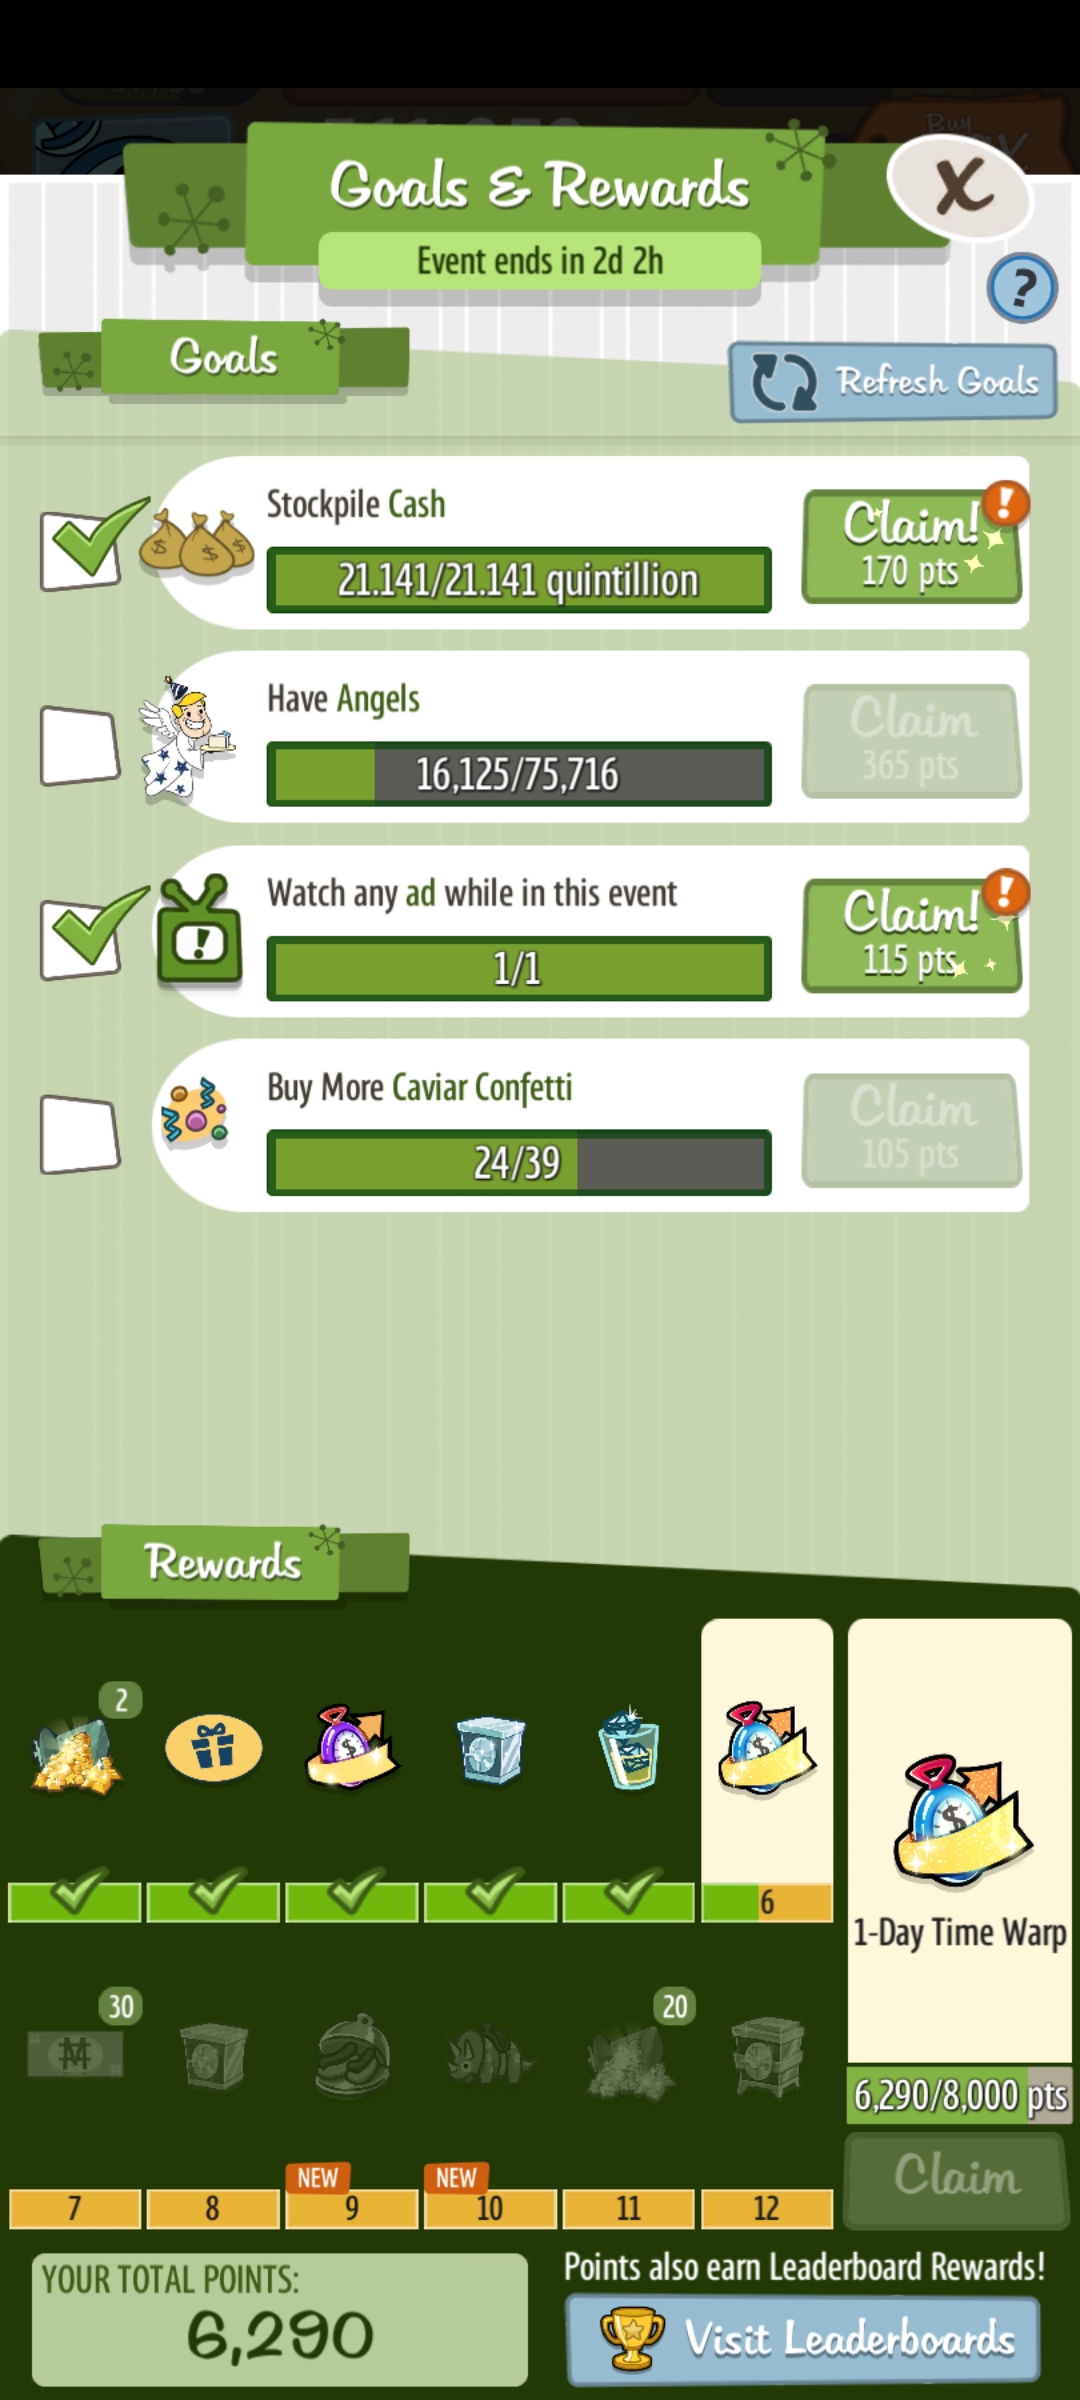 Buy
Goals & Rewards
X
Event ends in 2d 2h
?
Goals
Refresh Goals
Stockpile Cash
21.141/21.141 quintillion
Claim!
170 pts
!
Have Angels
16,125/75,716
Claim
365 pts
Watch any ad while in this event
1/1
Claim!
115 pts
!
Buy More Caviar Confetti
24/39
Claim
105 pts
Rewards
2
6
1-Day Time Warp
30
20
6,290/8,000 pts
Claim
NEW
NEW
7
8
9
10
11
12
YOUR TOTAL POINTS:
6,290
Points also earn Leaderboard Rewards!
Visit Leaderboards